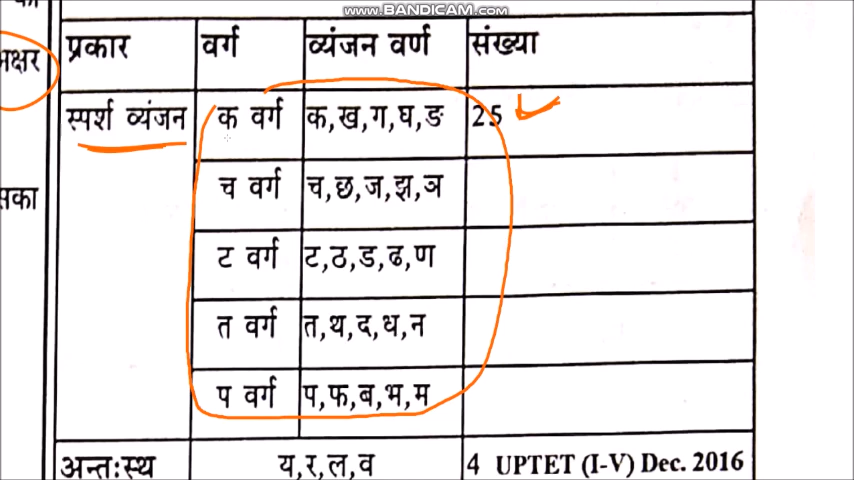 www.BANDICAM.com
प्रकार वर्ग व्यंजन वर्ण संख्या
अक्षर
स्पर्श व्यंजन क वर्ग क,ख,ग,घ,ङ 25
च वर्ग च,छ,ज,झ,ञ
सका
ट वर्ग ट,ठ,ड,ढ,ण
त वर्ग त,थ,द,ध,न
प वर्ग प,फ,ब,भ,म
अन्तःस्थ य,र,ल,व 4 UPTET (I-V) Dec. 2016